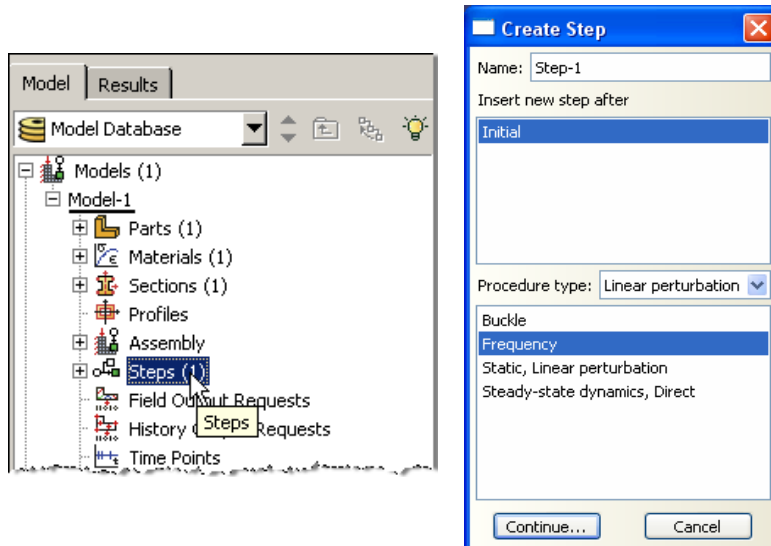 Model Results
Model Database
Models (1)
Model-1
Parts (1)
Materials (1)
Sections (1)
Profiles
Assembly
Steps (1)
Field Output Requests
History Requests
Steps
Time Points
Create Step
Name: Step-1
Insert new step after
Initial
Procedure type: Linear perturbation
Buckle
Frequency
Static, Linear perturbation
Steady-state dynamics, Direct
Continue... Cancel